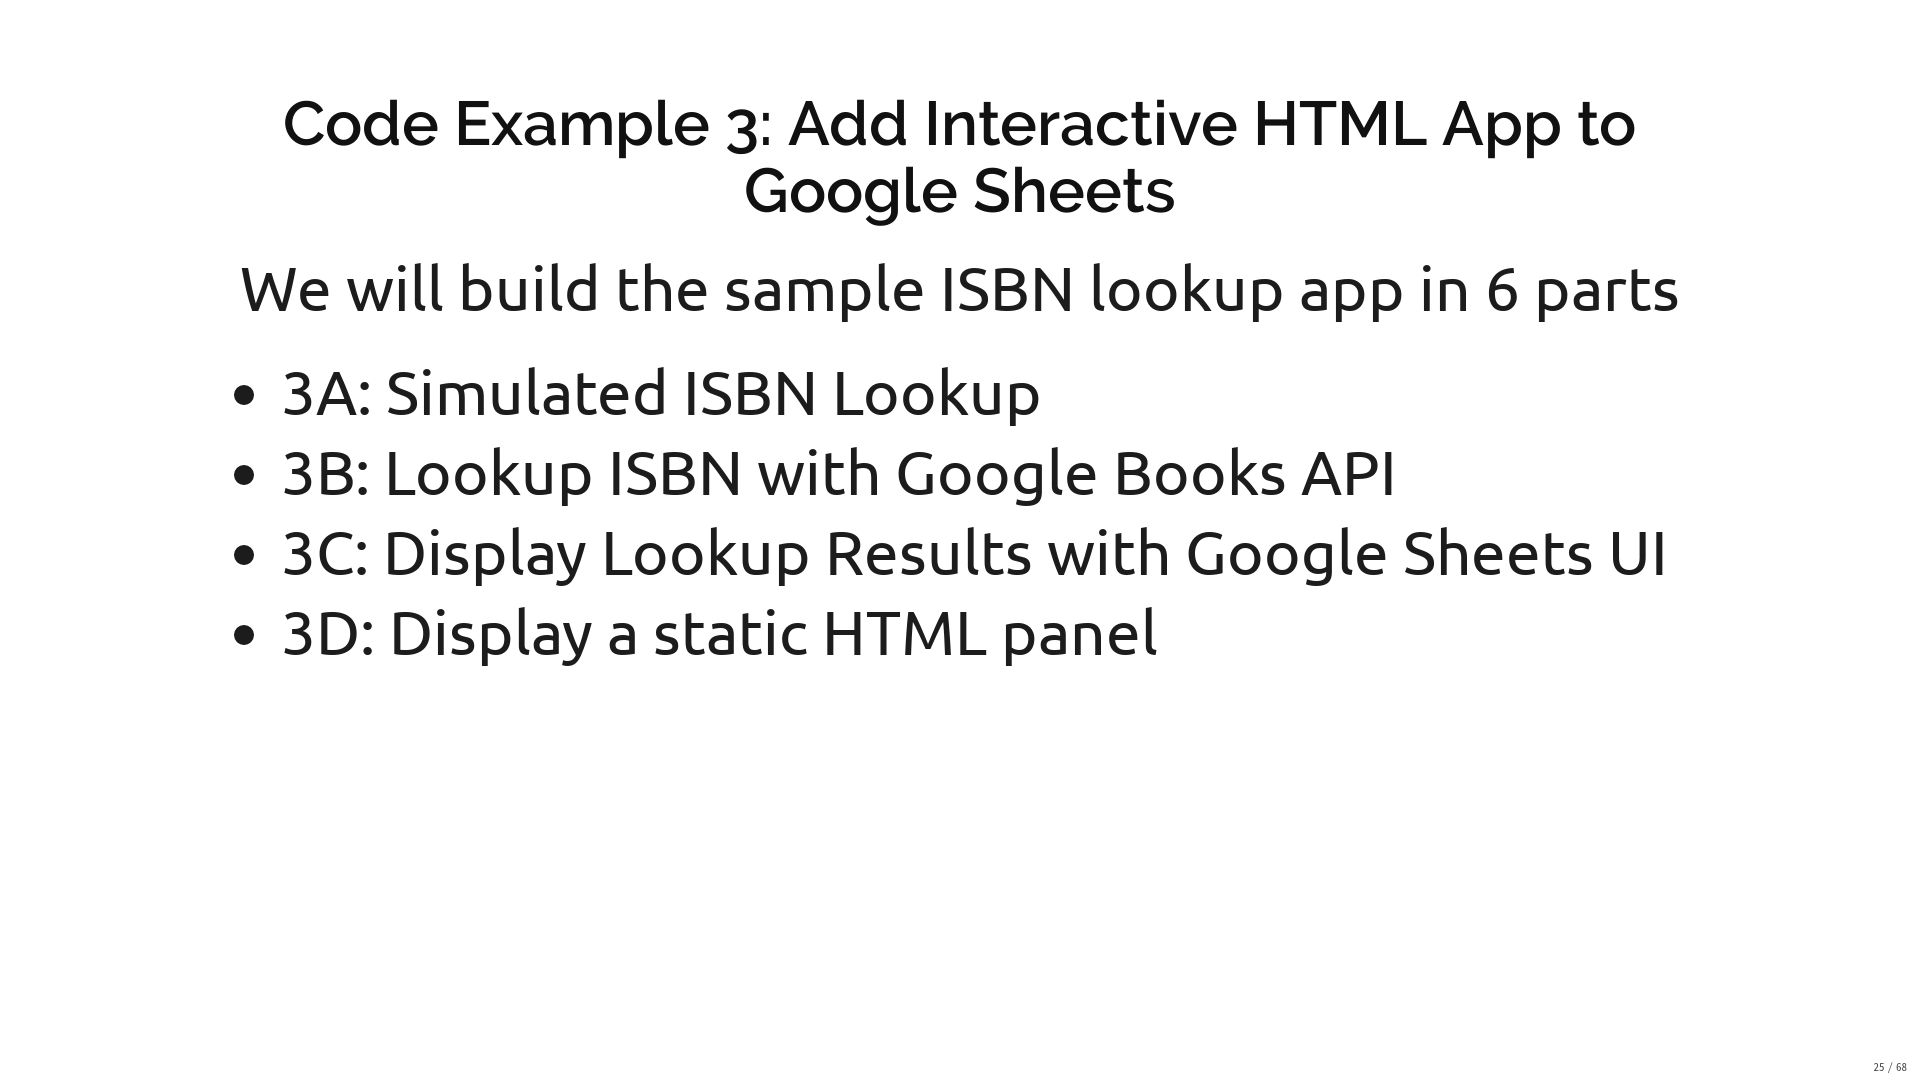 Code Example 3: Add Interactive HTML App to
Google Sheets
We will build the sample ISBN lookup app in 6 parts
• 3A: Simulated ISBN Lookup
• 3B: Lookup ISBN with Google Books API
• 3C: Display Lookup Results with Google Sheets UI
• 3D: Display a static HTML panel
25 / 68